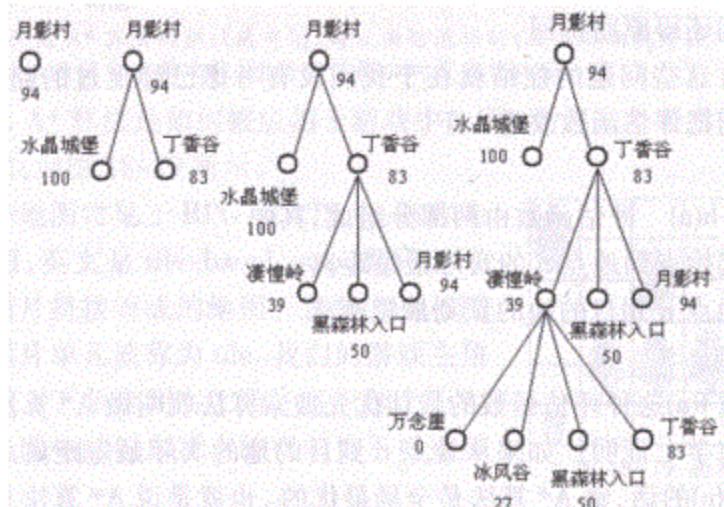 月影村
94
月影村
94
水晶城堡
100
丁香谷
83
月影村
94
水晶城堡
100
丁香谷
83
凄惶岭
39
黑森林入口
50
月影村
94
月影村
94
水晶城堡
100
丁香谷
83
凄惶岭
39
黑森林入口
50
月影村
94
万念崖
0
冰风谷
27
黑森林入口
50
丁香谷
83